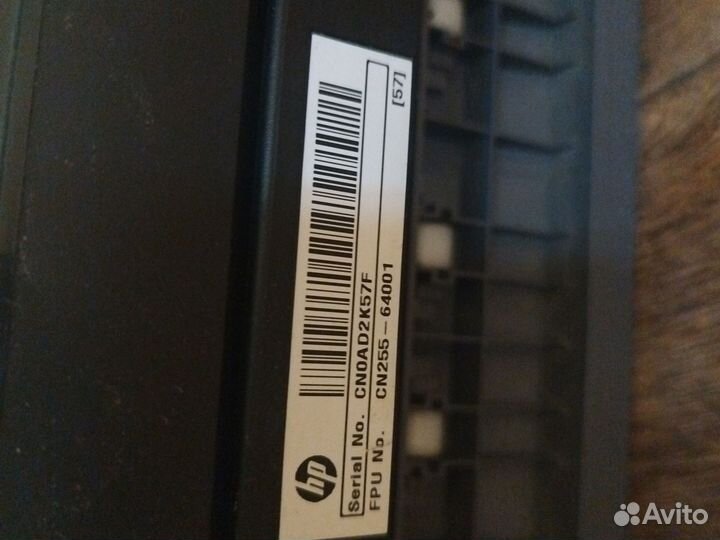 hp
Serial No. CN0AD2K57F
FPU No. CN255-64001
[57]
Avito